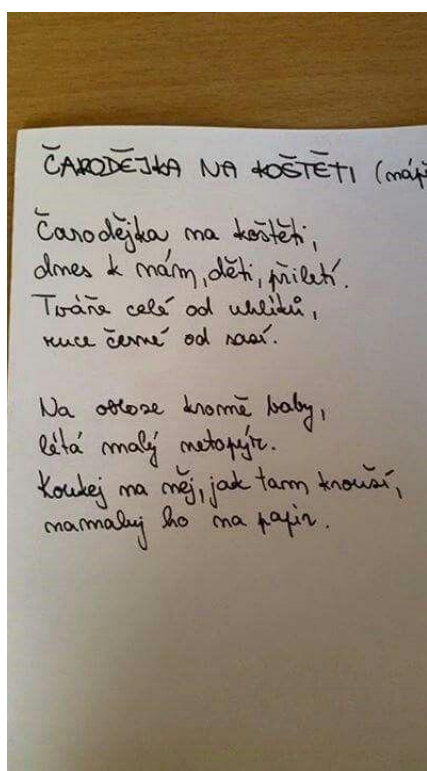 ČARODĚJKA NA KOŠTĚTI
Čarodějka na koštěti,
dnes k nám, děti, přiletí.
Tváře celé od uhlíků,
ruce černé od sazí.
Na obloze kromě baby,
létá malý netopýr.
Koukej na něj, jak tam krouží,
namaluj ho na papír.